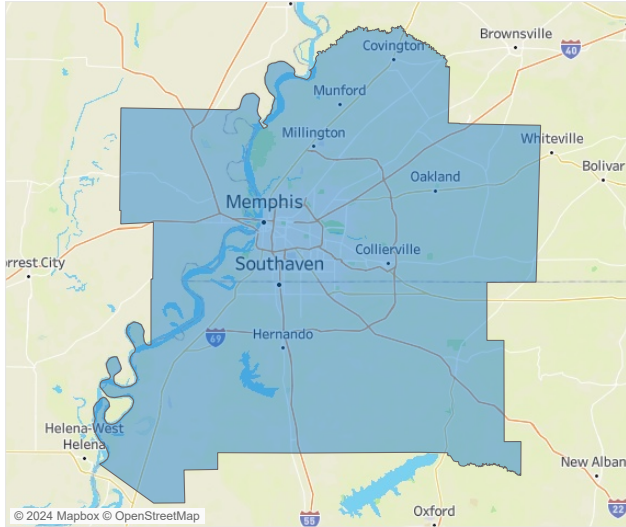 Covington
Brownsville
40
Munford
Millington
Whiteville
Bolivar
Oakland
Memphis
Collierville
rrest City
Southaven
69
Hernando
Helena-West
Helena
New Alban
Oxford
55
22
© 2024 Mapbox © OpenStreetMap